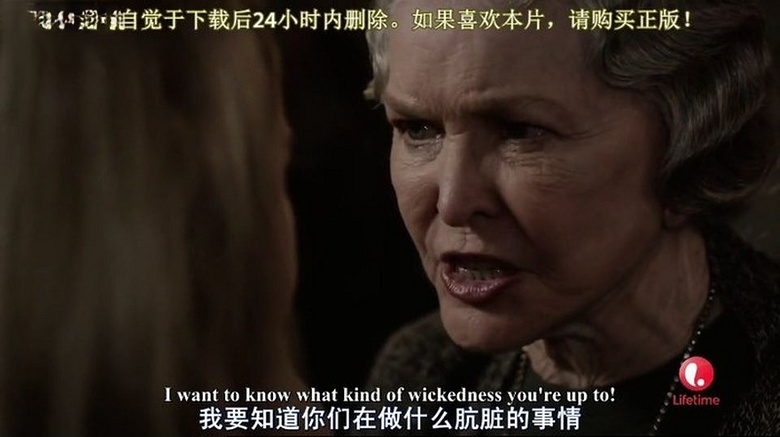 自觉于下载后24小时内删除。如果喜欢本片，请购买正版！
I want to know what kind of wickedness you're up to!
我要知道你们在做什么肮脏的事情
Lifetime